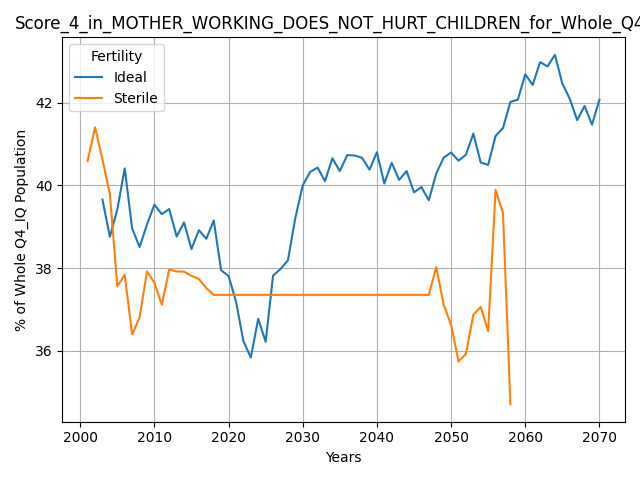 Score_4_in_MOTHER_WORKING_DOES_NOT_HURT_CHILDREN_for_Whole_Q4
Fertility
Ideal
Sterile
42
40
38
36
% of Whole Q4_IQ Population
2000 2010 2020 2030 2040 2050 2060 2070
Years